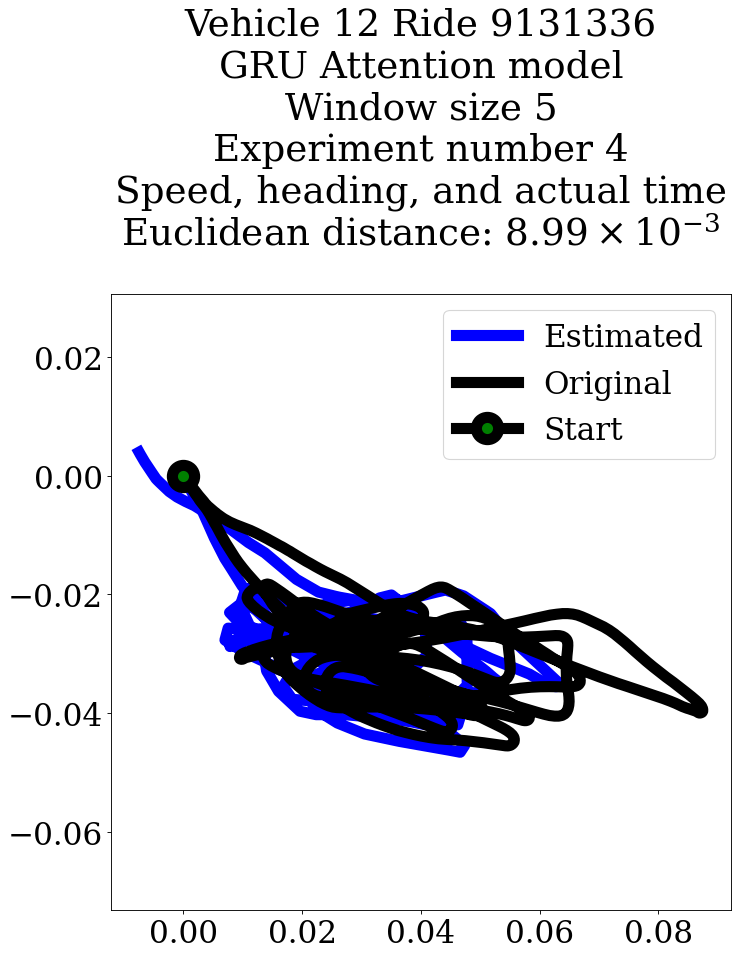 Vehicle 12 Ride 9131336
GRU Attention model
Window size 5
Experiment number 4
Speed, heading, and actual time
Euclidean distance: 8.99 × 10⁻³
Estimated
Original
Start
0.02
0.00
−0.02
−0.04
−0.06
0.00 0.02 0.04 0.06 0.08